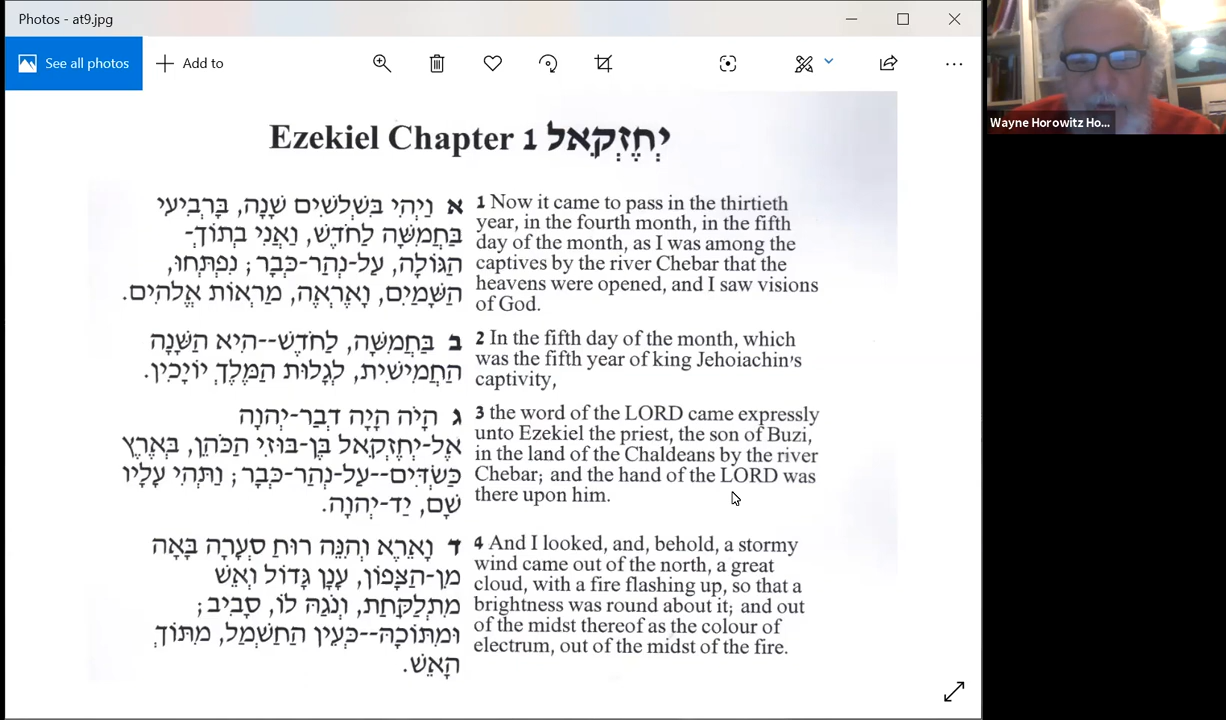 Photos - at9.jpg
See all photos
Add to
Wayne Horowitz Ho...
Ezekiel Chapter 1 יְחֶזְקֵאל
א וַיְהִי בִּשְׁלֹשִׁים שָׁנָה, בָּרְבִיעִי
בַּחֲמִשָּׁה לַחֹדֶשׁ, וַאֲנִי בְתוֹךְ-
הַגּוֹלָה, עַל-נְהַר-כְּבָר; נִפְתְּחוּ,
הַשָּׁמַיִם, וָאֶרְאֶה, מַרְאוֹת אֱלֹהִים.
ב בַּחֲמִשָּׁה, לַחֹדֶשׁ--הִיא הַשָּׁנָה
הַחֲמִישִׁית, לְגָלוּת הַמֶּלֶךְ יוֹיָכִין.
ג הָיֹה הָיָה דְבַר-יְהוָה
אֶל-יְחֶזְקֵאל בֶּן-בּוּזִי הַכֹּהֵן, בְּאֶרֶץ
כַּשְׂדִּים--עַל-נְהַר-כְּבָר; וַתְּהִי עָלָיו
שָׁם, יַד-יְהוָה.
ד וָאֵרֶא וְהִנֵּה רוּחַ סְעָרָה בָּאָה
מִן-הַצָּפוֹן, עָנָן גָּדוֹל וְאֵשׁ
מִתְלַקַּחַת, וְנֹגַהּ לוֹ, סָבִיב;
וּמִתּוֹכָהּ--כְּעֵין הַחַשְׁמַל, מִתּוֹךְ
הָאֵשׁ.
1 Now it came to pass in the thirtieth
year, in the fourth month, in the fifth
day of the month, as I was among the
captives by the river Chebar that the
heavens were opened, and I saw visions
of God.
2 In the fifth day of the month, which
was the fifth year of king Jehoiachin's
captivity,
3 the word of the LORD came expressly
unto Ezekiel the priest, the son of Buzi,
in the land of the Chaldeans by the river
Chebar; and the hand of the LORD was
there upon him.
4 And I looked, and, behold, a stormy
wind came out of the north, a great
cloud, with a fire flashing up, so that a
brightness was round about it; and out
of the midst thereof as the colour of
electrum, out of the midst of the fire.